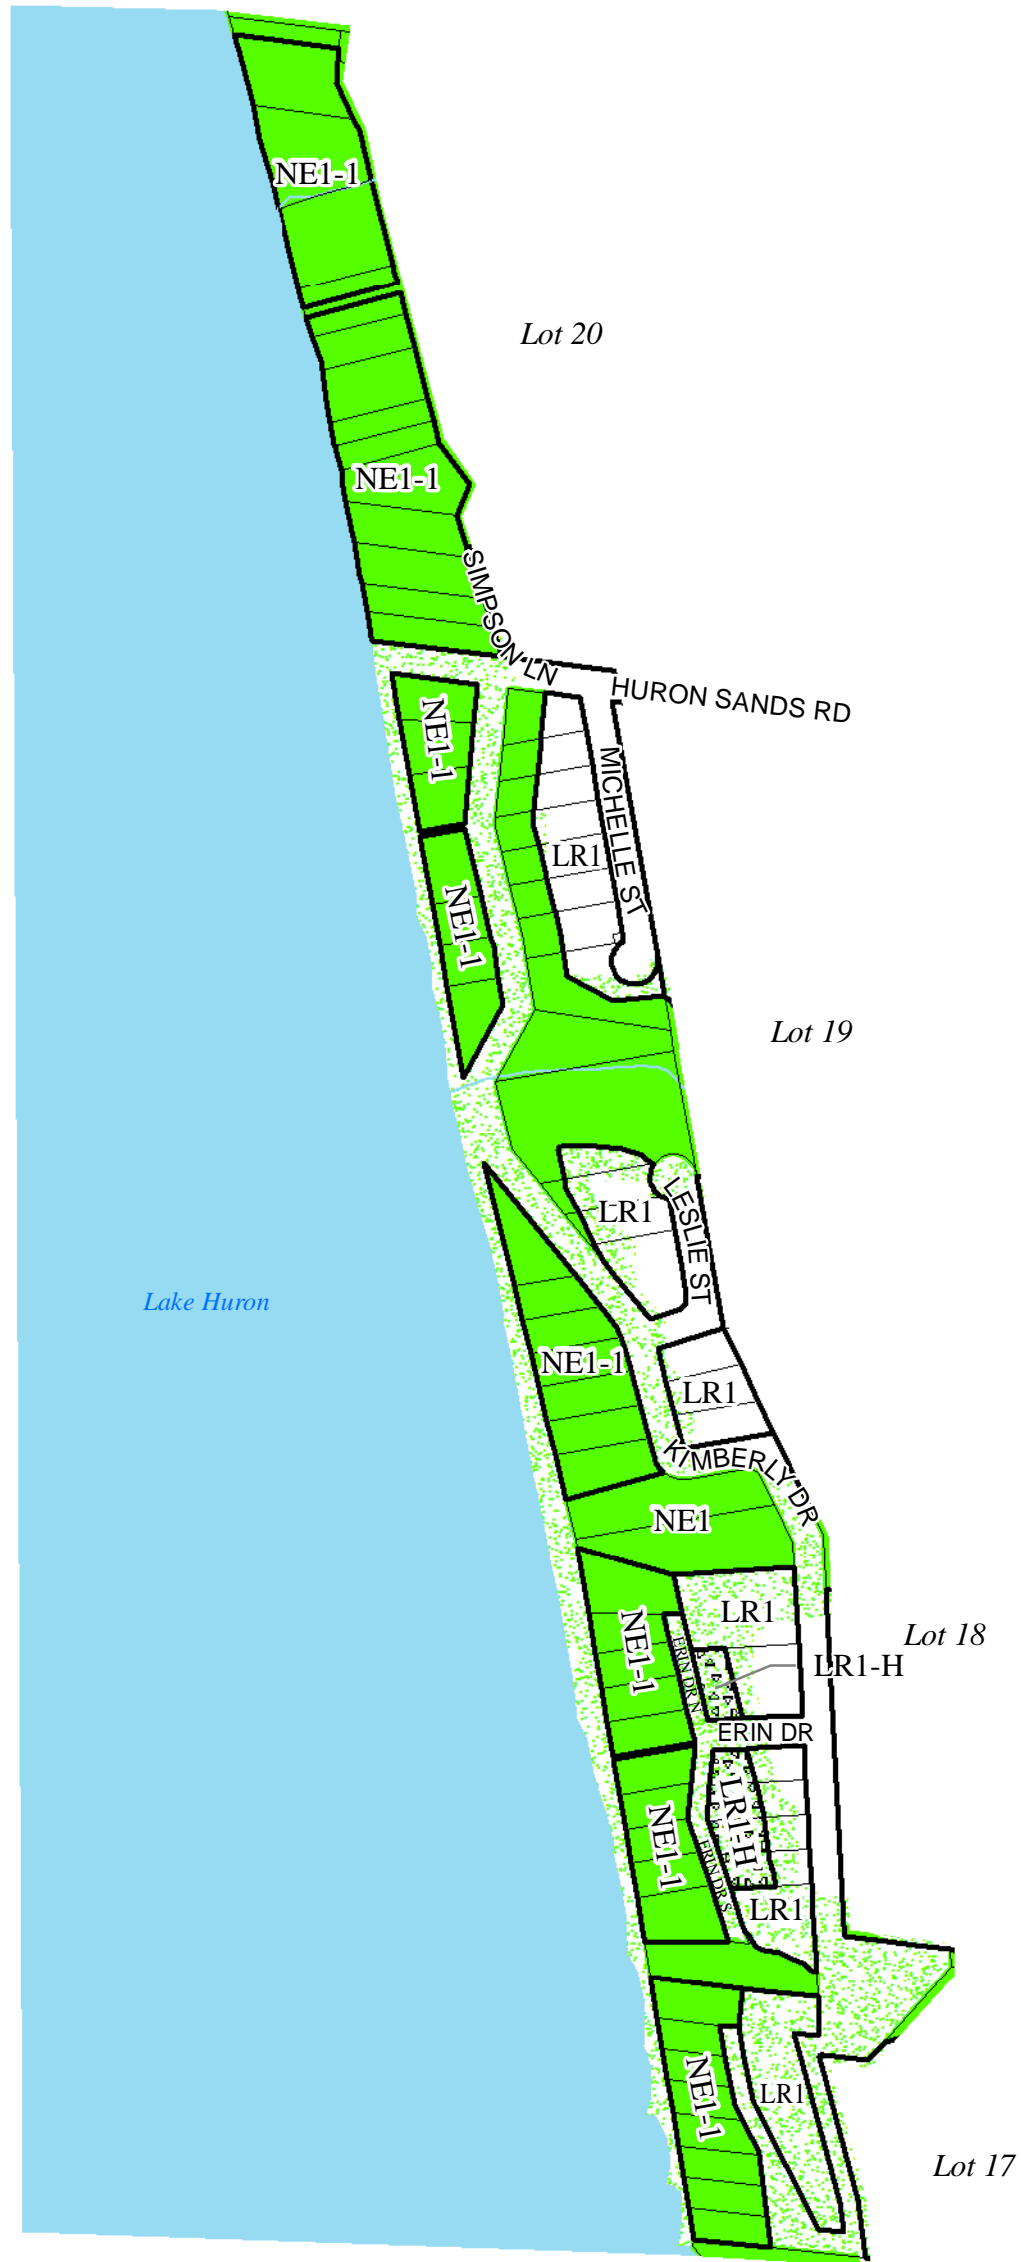 NE1-1
Lot 20
NE1-1
SIMPSON LN
HURON SANDS RD
NE1-1
MICHELLE ST
LR1
NE1-1
Lot 19
LESLIE ST
LR1
Lake Huron
NE1-1
LR1
KIMBERLY DR
NE1
LR1
NE1-1
Lot 18
ERIN DR N
LR1-H
ERIN DR
LR1-H
NE1-1
ERIN DR S
LR1
NE1-1
LR1
Lot 17